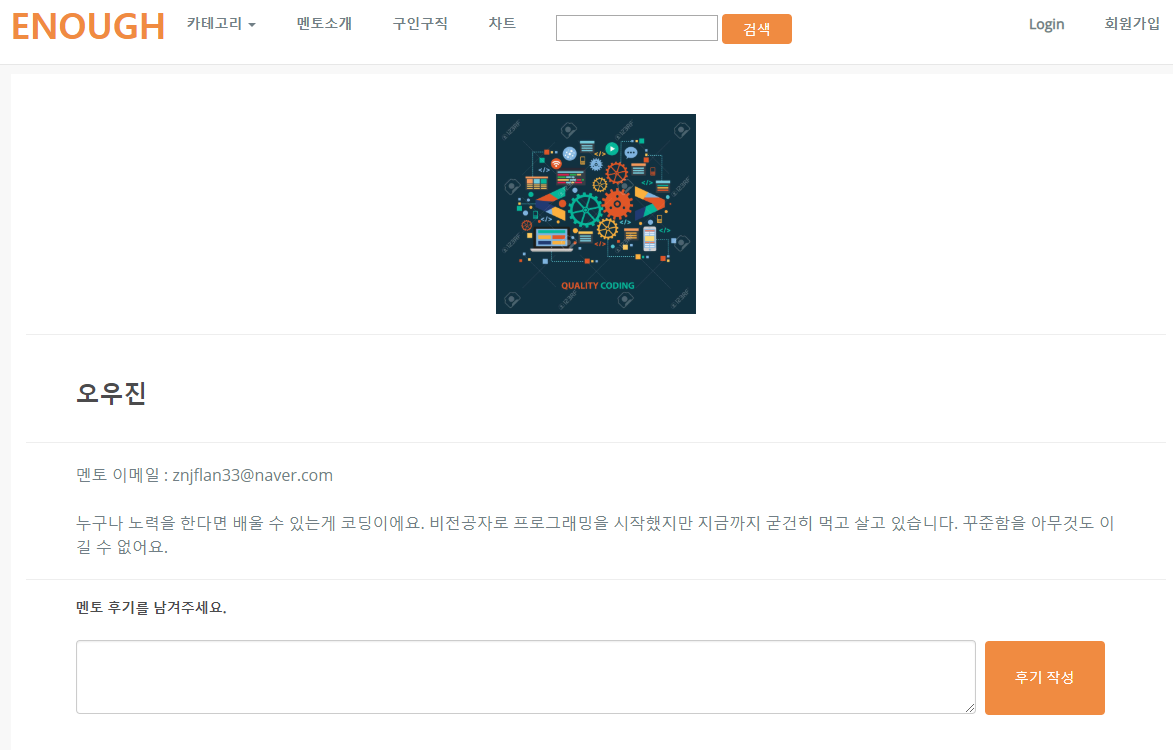 ENOUGH 카테고리 멘토소개 구인구직 차트 검색 Login 회원가입
QUALITY CODING
오우진
멘토 이메일 : znjflan33@naver.com
누구나 노력을 한다면 배울 수 있는게 코딩이에요. 비전공자로 프로그래밍을 시작했지만 지금까지 굳건히 먹고 살고 있습니다. 꾸준함을 아무것도 이
길 수 없어요.
멘토 후기를 남겨주세요.
후기 작성